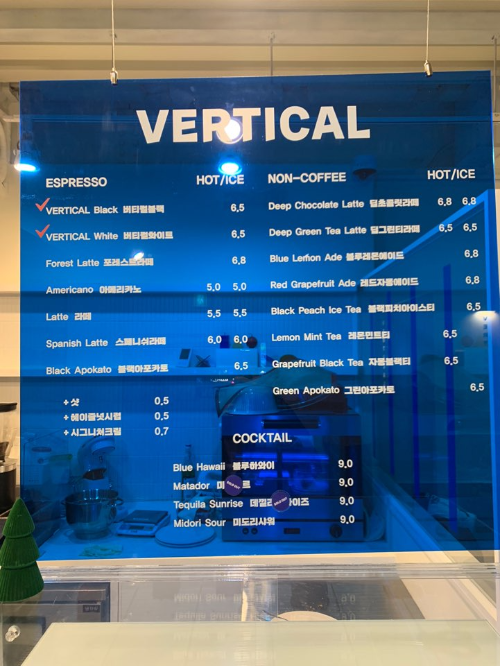 VERTICAL
ESPRESSO HOT/ICE
VERTICAL Black 버티컬블랙 6,5
VERTICAL White 버티컬화이트 6,5
Forest Latte 포레스트라떼 6,8
Americano 아메리카노 5,0 5,0
Latte 라떼 5,5 5,5
Spanish Latte 스페니쉬라떼 6,0 6,0
Black Apokato 블랙아포카토 6,5
+ 샷 0,5
+ 헤이즐넛시럽 0,5
+ 시그니처크림 0,7
NON-COFFEE HOT/ICE
Deep Chocolate Latte 딥초콜릿라떼 6,8 6,8
Deep Green Tea Latte 딥그린티라떼 6,5 6,5
Blue Lemon Ade 블루레몬에이드 6,8
Red Grapefruit Ade 레드자몽에이드 6,8
Black Peach Ice Tea 블랙피치아이스티 6,5
Lemon Mint Tea 레몬민트티 6,5
Grapefruit Black Tea 자몽블랙티 6,5
Green Apokato 그린아포카토 6,5
COCKTAIL
Blue Hawaii 블루하와이 9,0
Matador 르 9,0
Tequila Sunrise 9,0
Midori Sour 미도리사워 9,0